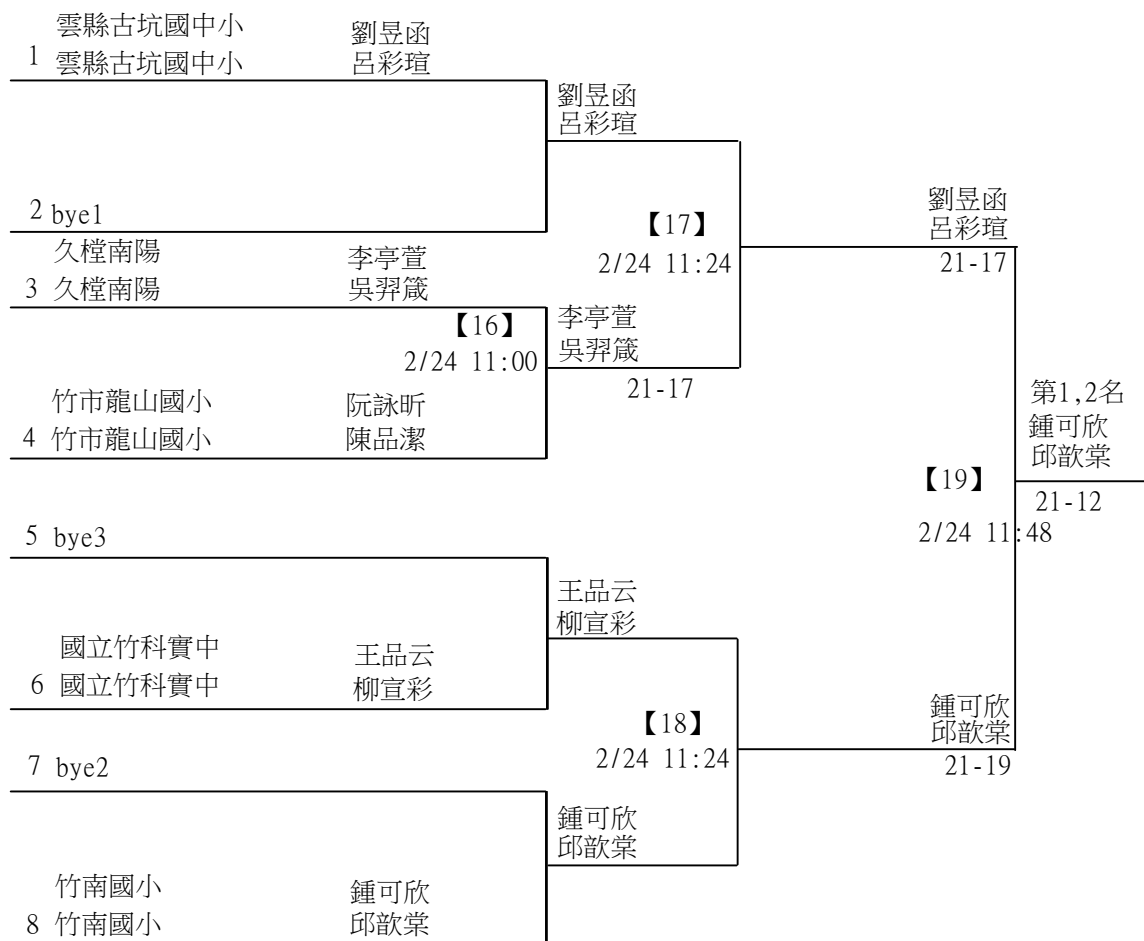 雲縣古坑國中小 劉昱函
1 雲縣古坑國中小 呂彩瑄
劉昱函
呂彩瑄
2 bye1
【17】
2/24 11:24
劉昱函
呂彩瑄
21-17
久樘南陽 李亭萱
3 久樘南陽 吳羿箴
【16】
2/24 11:00
李亭萱
吳羿箴
21-17
竹市龍山國小 阮詠昕
4 竹市龍山國小 陳品潔
第1,2名
鍾可欣
邱歆棠
21-12
【19】
2/24 11:48
5 bye3
王品云
柳宣彩
國立竹科實中 王品云
6 國立竹科實中 柳宣彩
【18】
2/24 11:24
鍾可欣
邱歆棠
21-19
7 bye2
鍾可欣
邱歆棠
竹南國小 鍾可欣
8 竹南國小 邱歆棠